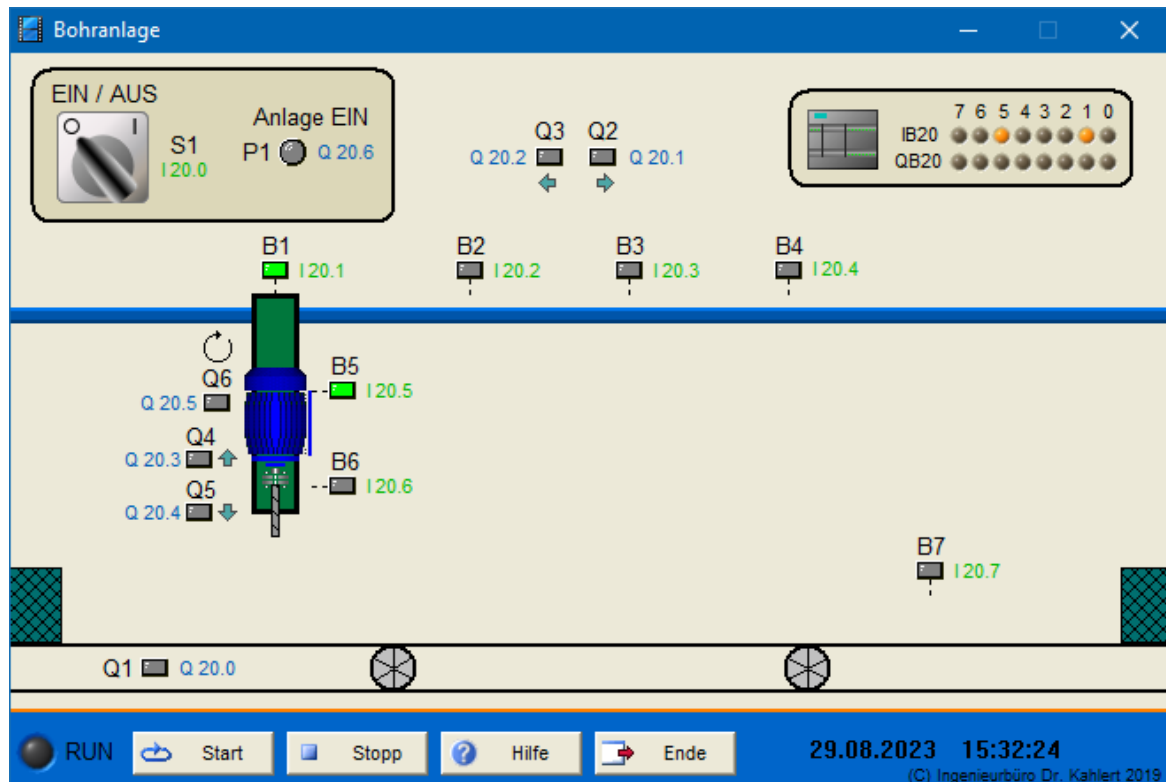 Bohranlage
EIN / AUS
O I
S1
I 20.0
Anlage EIN
P1 Q 20.6
Q3 Q2
Q 20.2 Q 20.1
7 6 5 4 3 2 1 0
IB20
QB20
B1
I 20.1
B2
I 20.2
B3
I 20.3
B4
I 20.4
Q6
Q 20.5
B5
I 20.5
Q4
Q 20.3
Q5
Q 20.4
B6
I 20.6
B7
I 20.7
Q1 Q 20.0
RUN Start Stopp Hilfe Ende 29.08.2023 15:32:24
(C) Ingenieurbüro Dr. Kahlert 2019